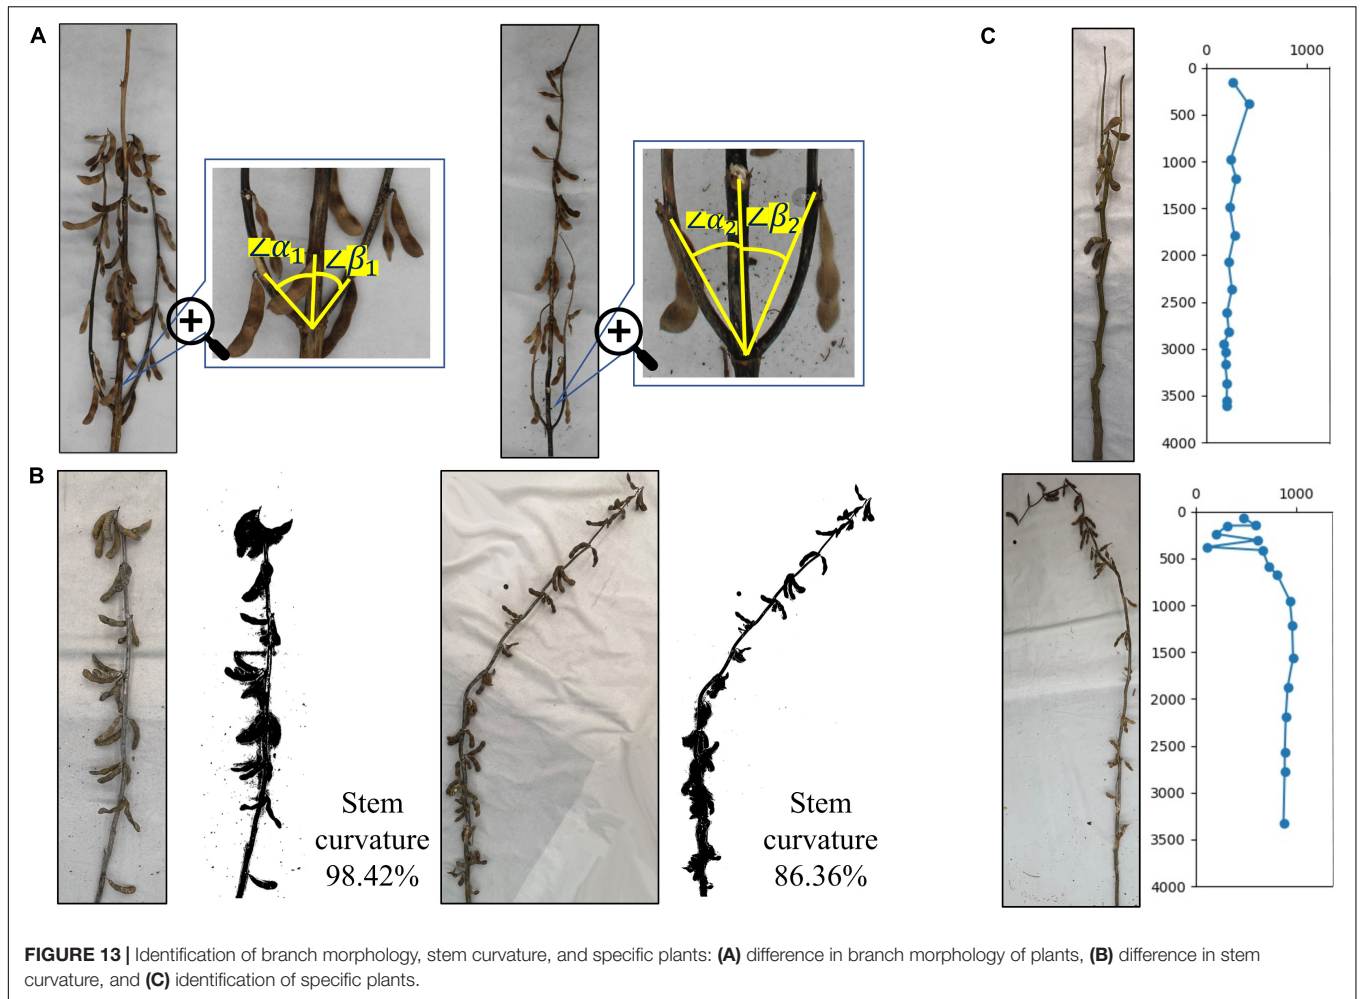 A
C
∠α1
∠β1
∠α2
∠β2
0 1000
0
500
1000
1500
2000
2500
3000
3500
4000
B
Stem
curvature
98.42%
Stem
curvature
86.36%
0 1000
0
500
1000
1500
2000
2500
3000
3500
4000
FIGURE 13 | Identification of branch morphology, stem curvature, and specific plants: (A) difference in branch morphology of plants, (B) difference in stem
curvature, and (C) identification of specific plants.